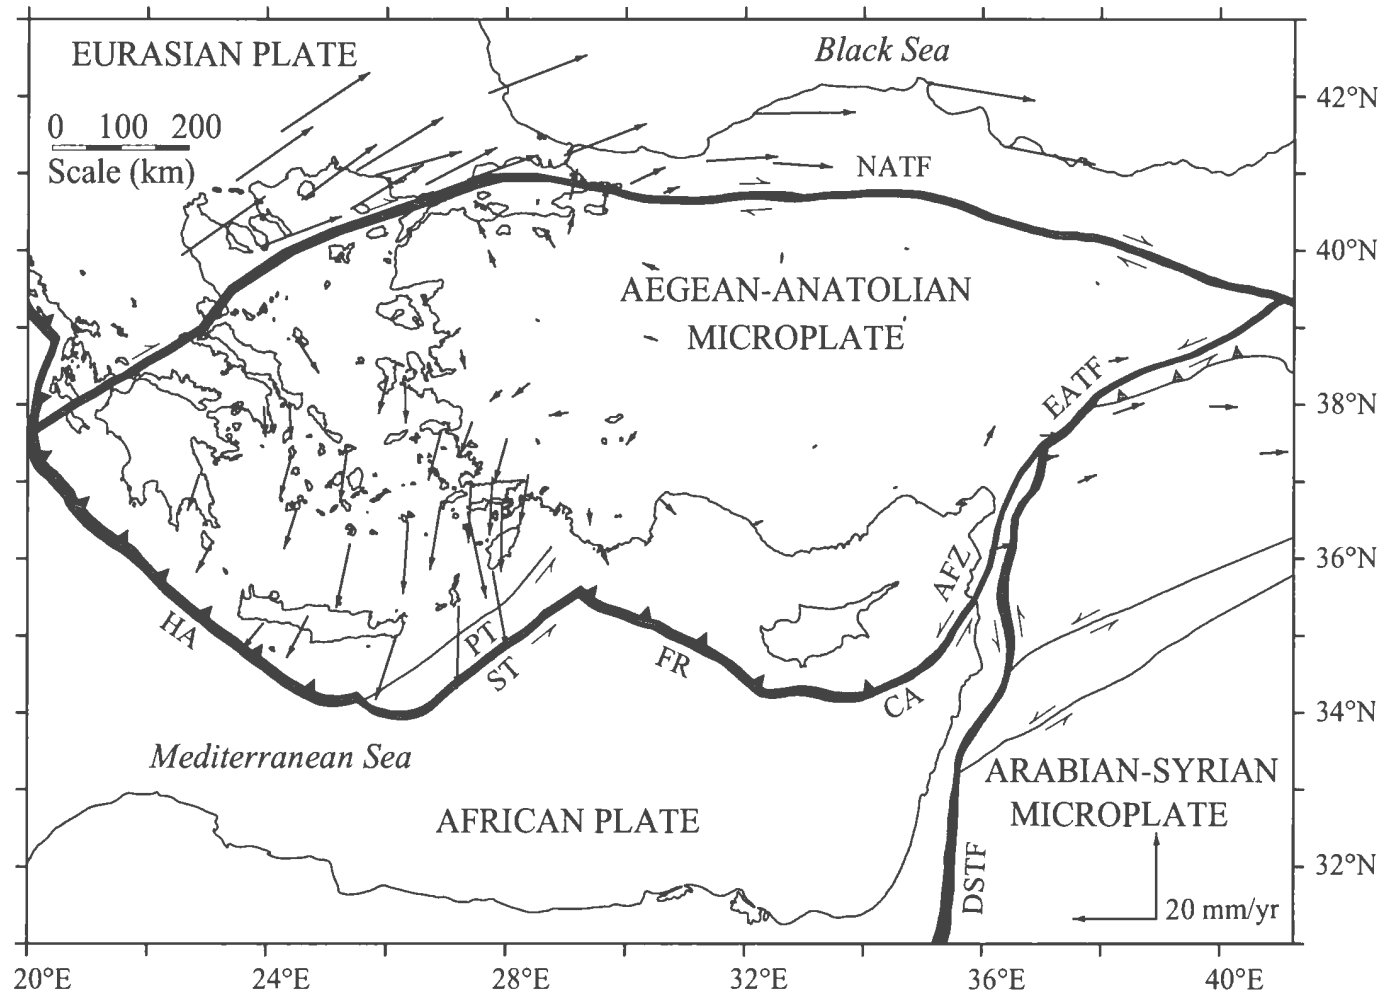 EURASIAN PLATE
Black Sea
0 100 200
Scale (km)
42°N
NATF
40°N
AEGEAN-ANATOLIAN
MICROPLATE
EATF
38°N
AFZ
36°N
HA
PT
ST
FR
CA
34°N
Mediterranean Sea
ARABIAN-SYRIAN
MICROPLATE
AFRICAN PLATE
DSTF
32°N
20 mm/yr
20°E 24°E 28°E 32°E 36°E 40°E